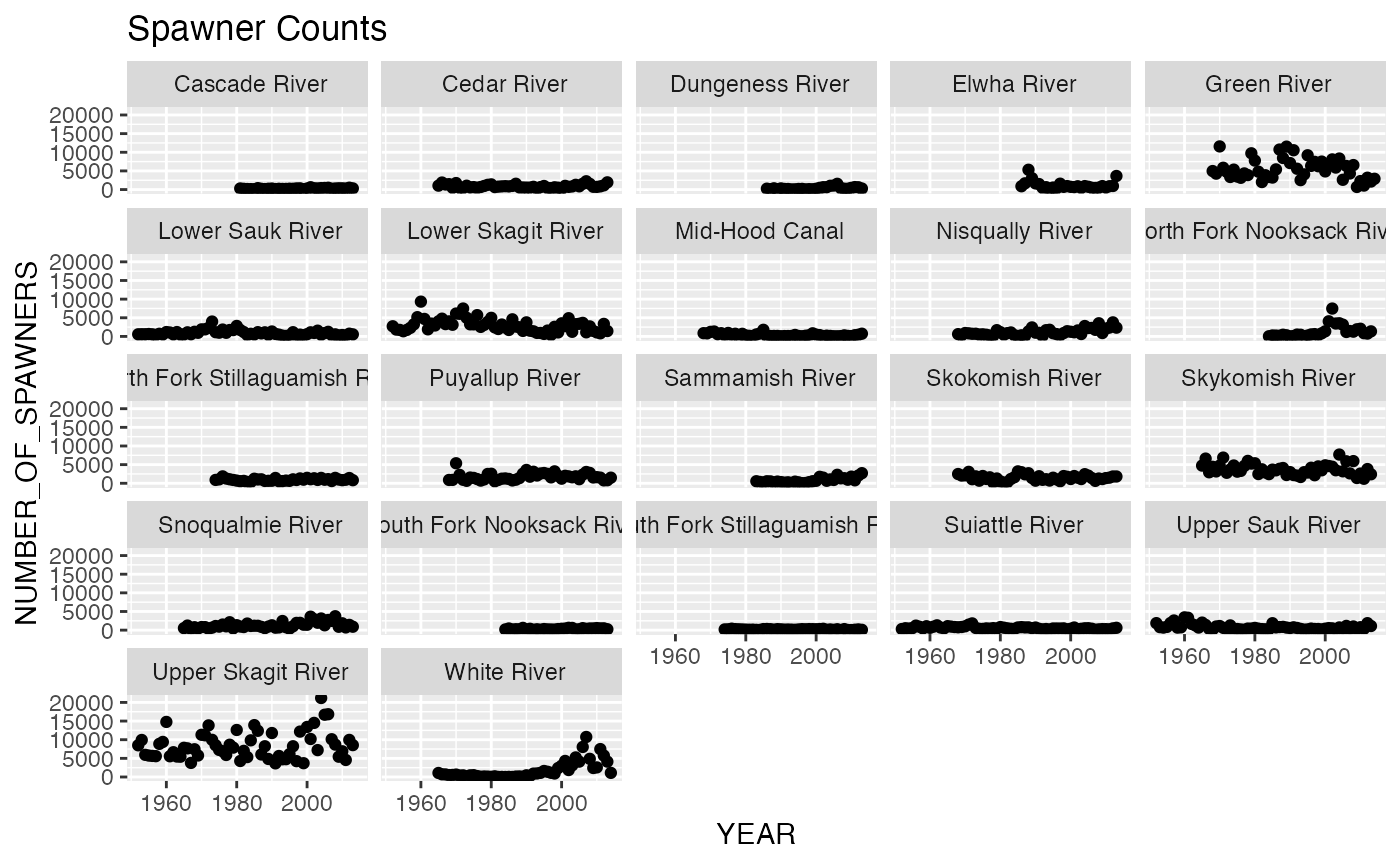 Spawner Counts
Cascade River Cedar River Dungeness River Elwha River Green River
20000
15000
10000
5000
0
Lower Sauk River Lower Skagit River Mid-Hood Canal Nisqually River orth Fork Nooksack Riv
20000
15000
10000
5000
0
NUMBER_OF_SPAWNERS
rth Fork Stillaguamish R Puyallup River Sammamish River Skokomish River Skykomish River
20000
15000
10000
5000
0
Snoqualmie River outh Fork Nooksack Riv uth Fork Stillaguamish F Suiattle River Upper Sauk River
20000
15000
10000
5000
0
1960 1980 2000 1960 1980 2000 1960 1980 2000
Upper Skagit River White River
20000
15000
10000
5000
0
1960 1980 2000 1960 1980 2000
YEAR